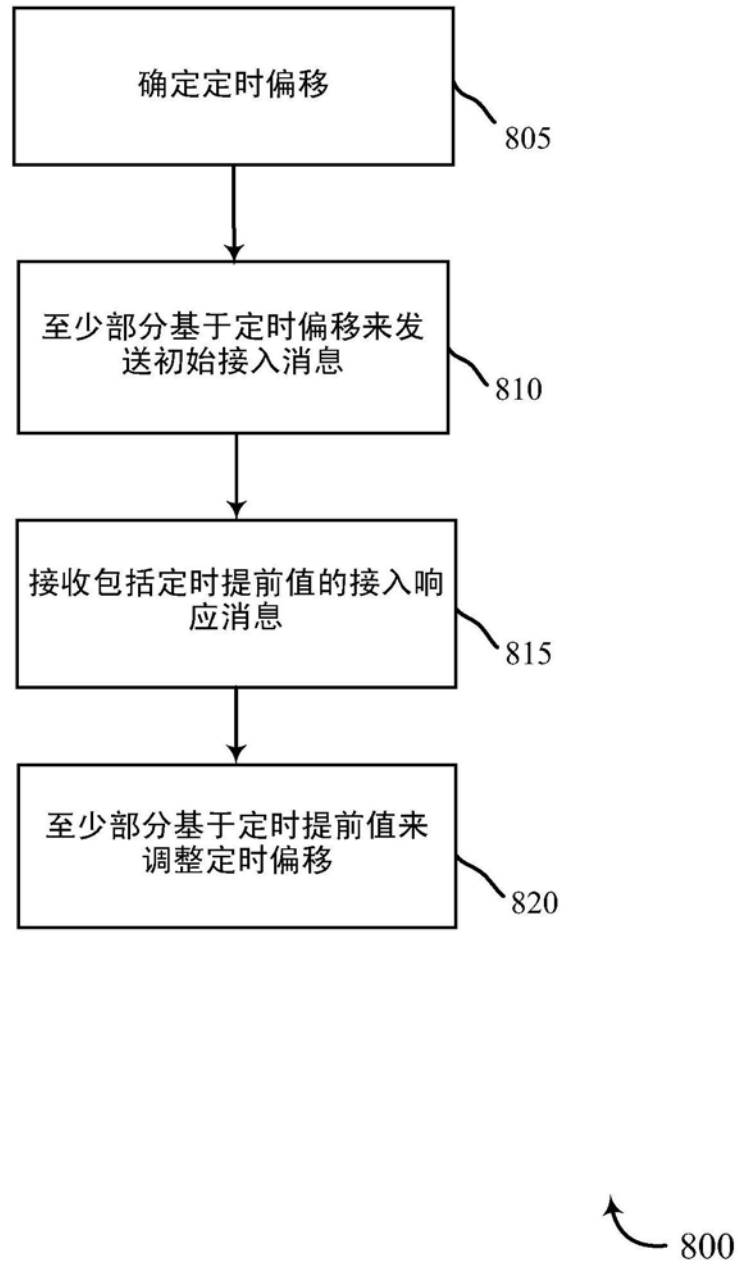 确定定时偏移
805
至少部分基于定时偏移来发
送初始接入消息
810
接收包括定时提前值的接入响
应消息
815
至少部分基于定时提前值来
调整定时偏移
820
800